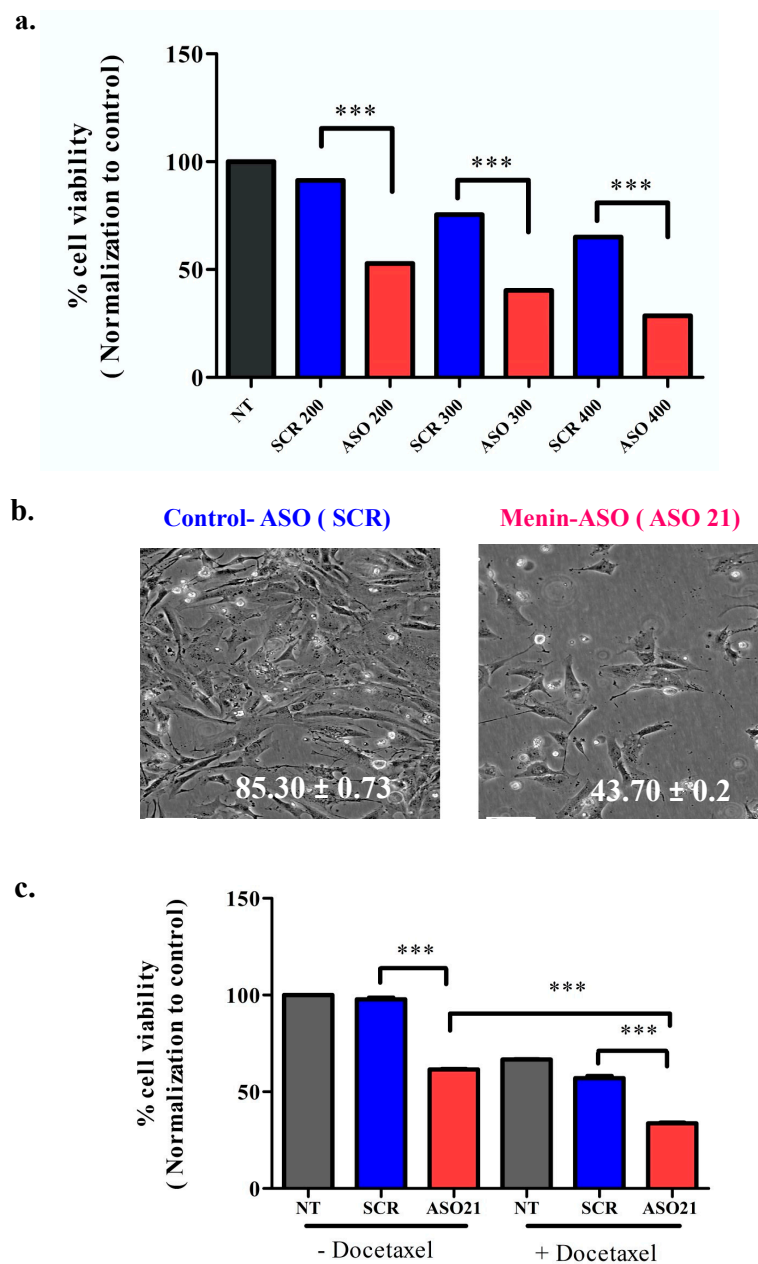 a.
% cell viability
( Normalization to control)
150
100
50
0
***
***
***
NT
SCR 200
ASO 200
SCR 300
ASO 300
SCR 400
ASO 400
b.
Control- ASO ( SCR)
Menin-ASO ( ASO 21)
85.30 ± 0.73
43.70 ± 0.2
c.
% cell viability
( Normalization to control)
150
100
50
0
***
***
***
NT
SCR
ASO21
NT
SCR
ASO21
- Docetaxel
+ Docetaxel